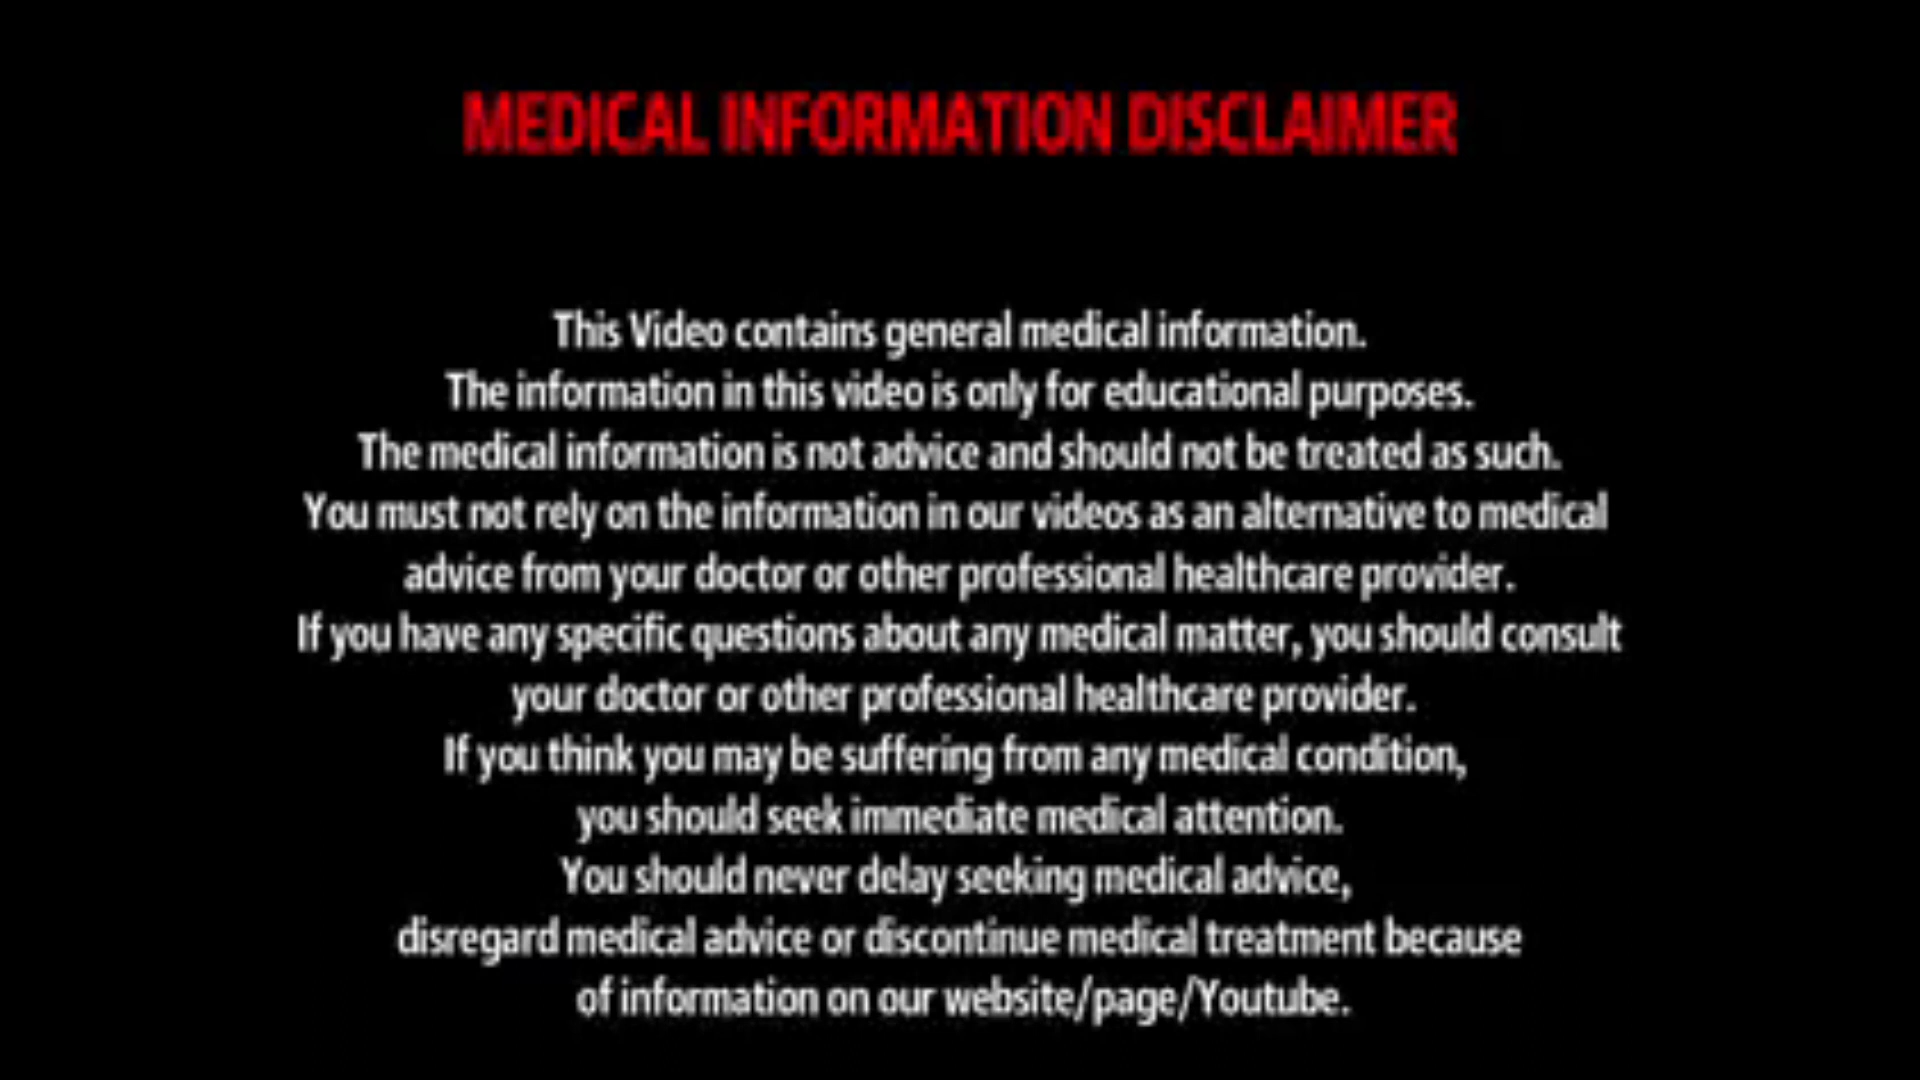 MEDICAL INFORMATION DISCLAIMER
This Video contains general medical information.
The information in this video is only for educational purposes.
The medical information is not advice and should not be treated as such.
You must not rely on the information in our videos as an alternative to medical
advice from your doctor or other professional healthcare provider.
If you have any specific questions about any medical matter, you should consult
your doctor or other professional healthcare provider.
If you think you may be suffering from any medical condition,
you should seek immediate medical attention.
You should never delay seeking medical advice,
disregard medical advice or discontinue medical treatment because
of information on our website/page/Youtube.